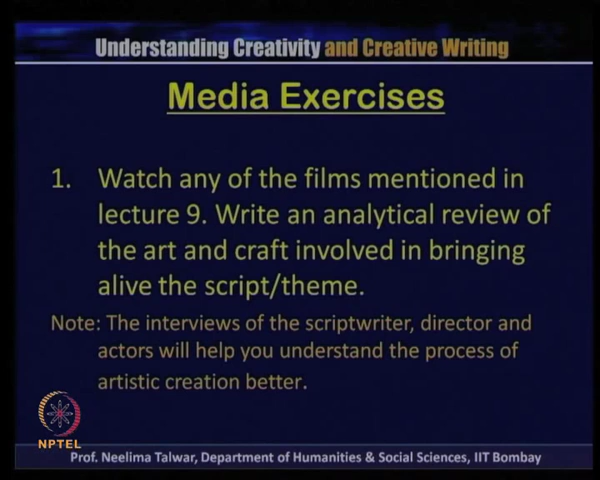 Understanding Creativity and Creative Writing
Media Exercises
1. Watch any of the films mentioned in
lecture 9. Write an analytical review of
the art and craft involved in bringing
alive the script/theme.
Note: The interviews of the scriptwriter, director and
actors will help you understand the process of
artistic creation better.
NPTEL
Prof. Neelima Talwar, Department of Humanities & Social Sciences, IIT Bombay